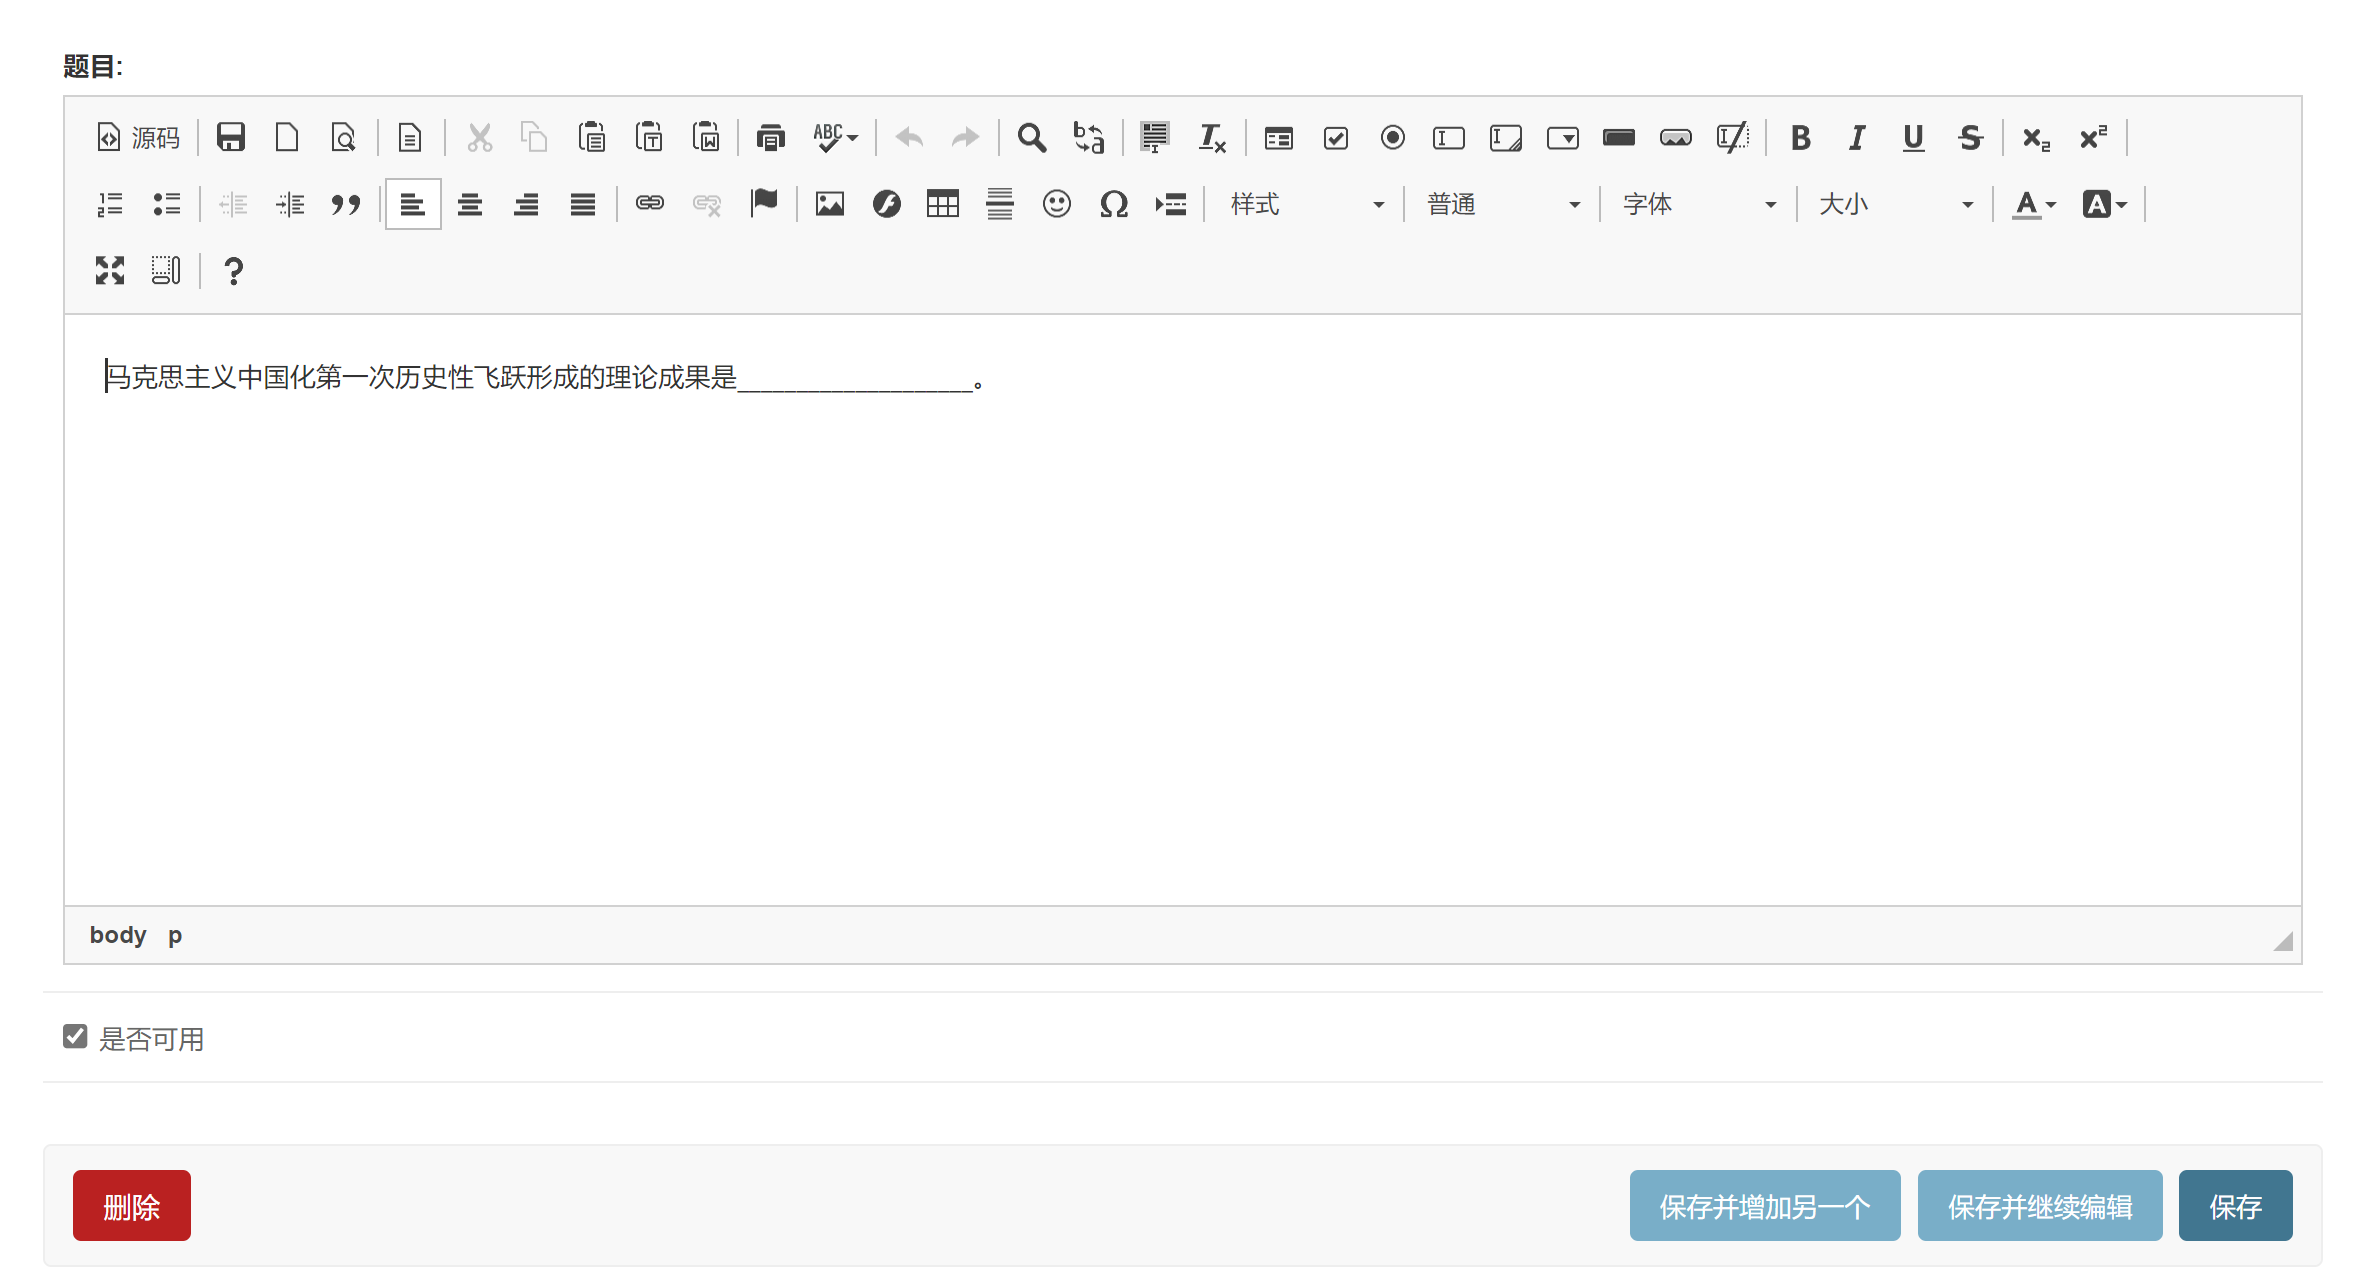 题目:
源码 ABC
样式 普通 字体 大小
马克思主义中国化第一次历史性飞跃形成的理论成果是__________________。
body p
是否可用
删除 保存并增加另一个 保存并继续编辑 保存